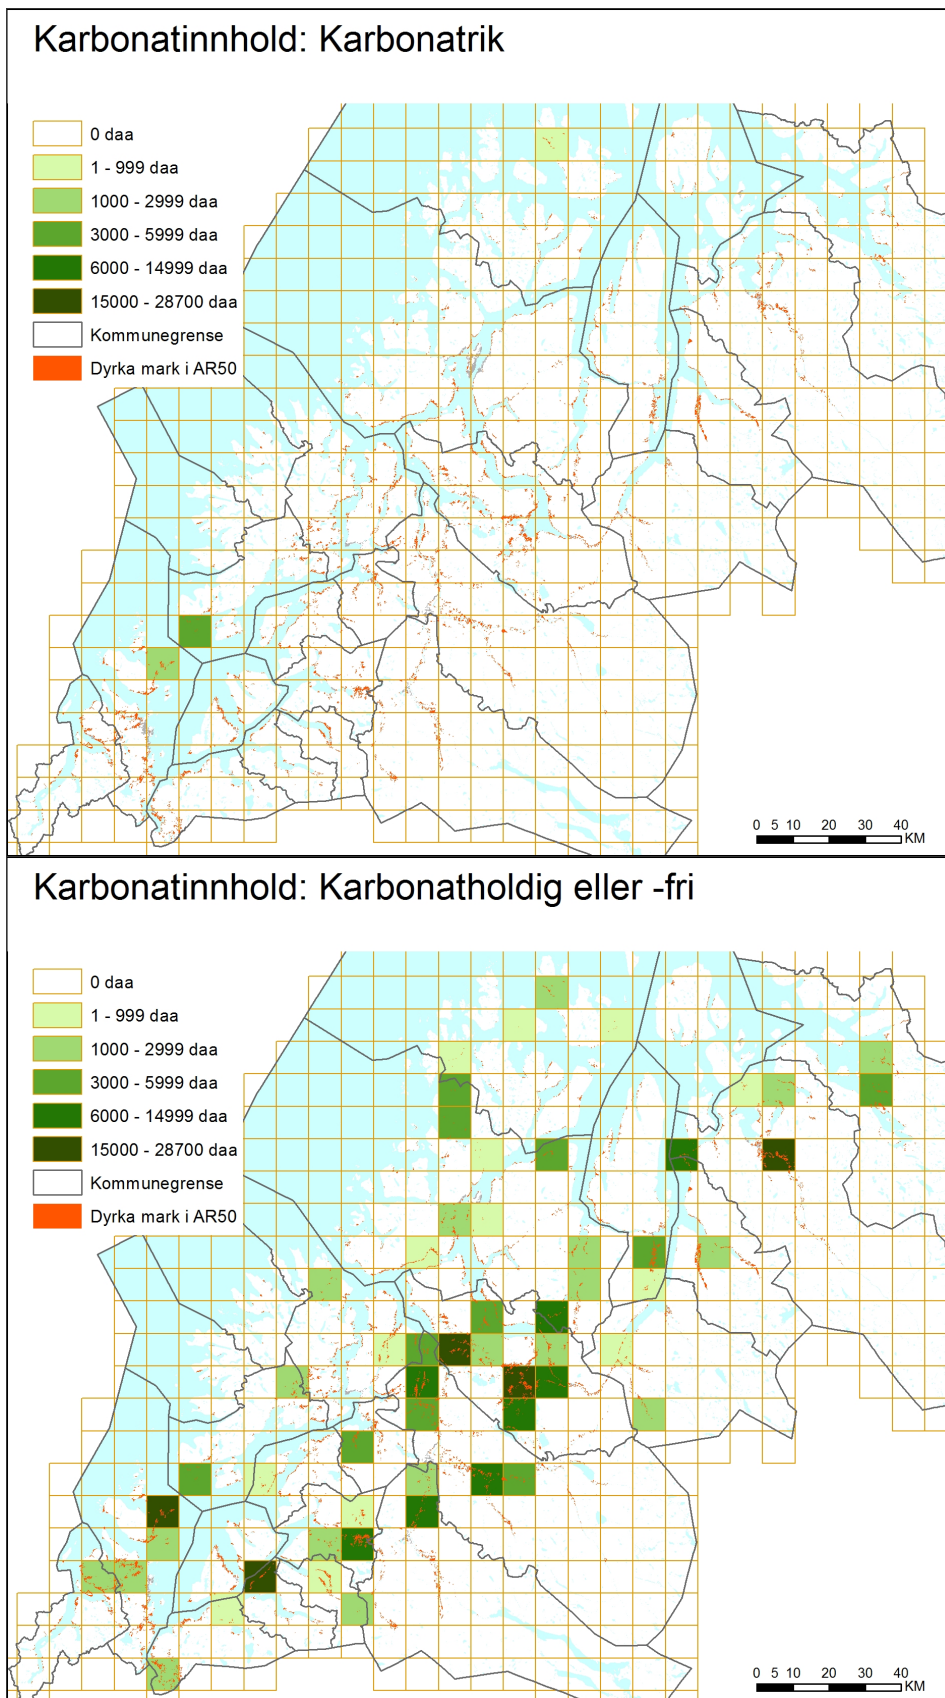 Karbonatinnhold: Karbonatrik
0 daa
1 - 999 daa
1000 - 2999 daa
3000 - 5999 daa
6000 - 14999 daa
15000 - 28700 daa
Kommunegrense
Dyrka mark i AR50
0 5 10 20 30 40
KM
Karbonatinnhold: Karbonatholdig eller -fri
0 daa
1 - 999 daa
1000 - 2999 daa
3000 - 5999 daa
6000 - 14999 daa
15000 - 28700 daa
Kommunegrense
Dyrka mark i AR50
0 5 10 20 30 40
KM